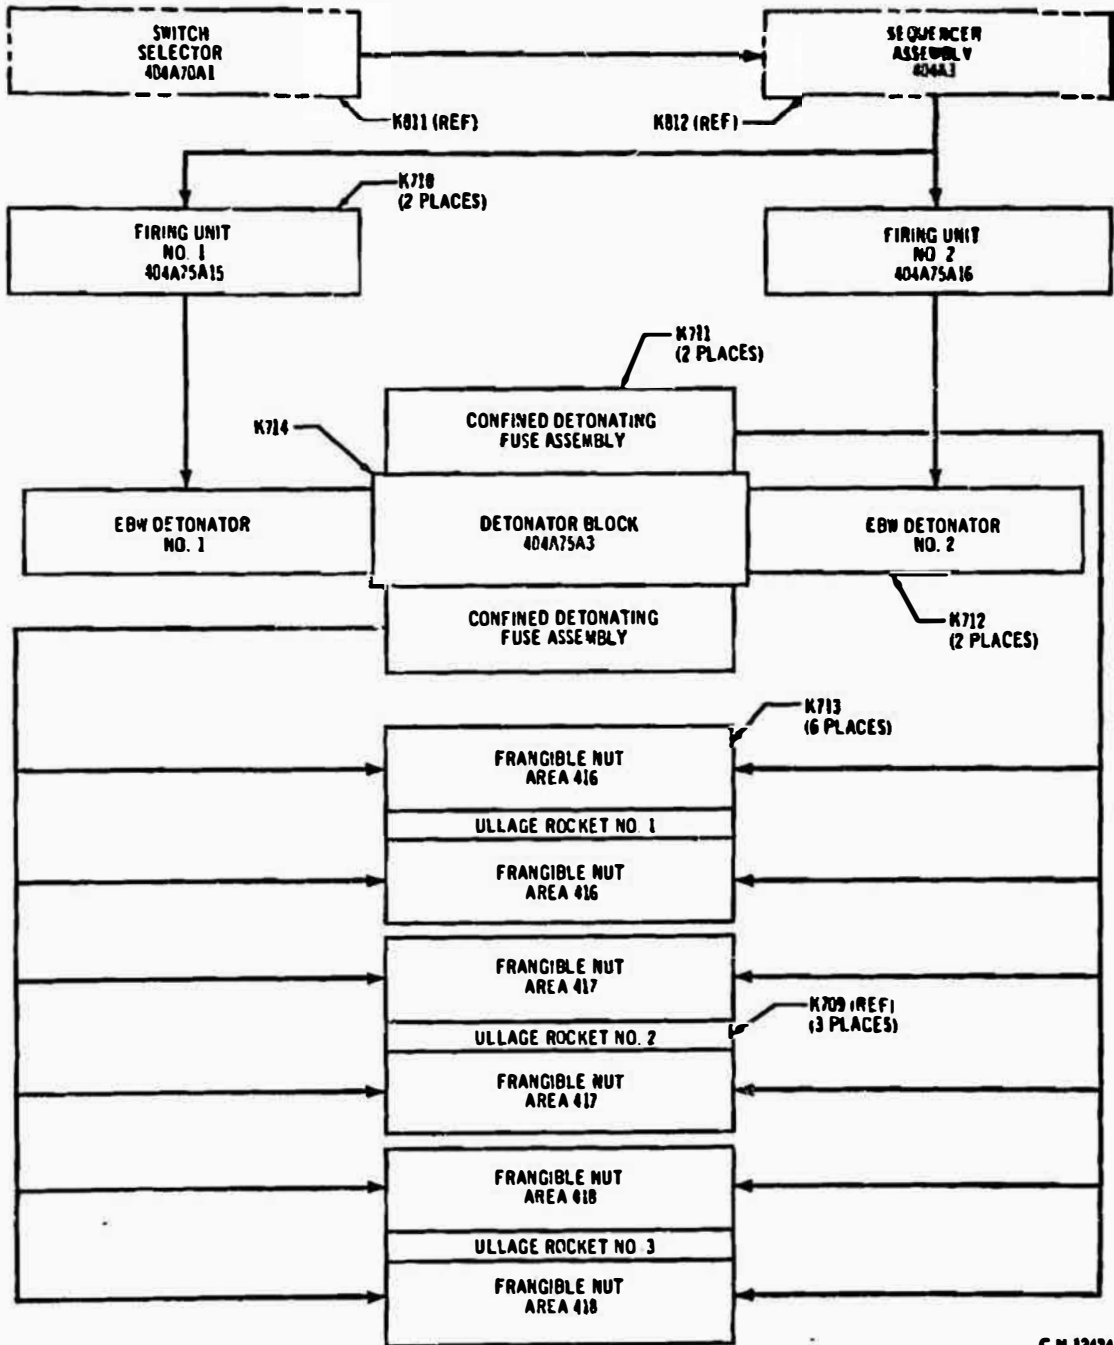 SWITCH
SELECTOR
404A70A1
SEQUENCER
ASSEMBLY
404A3
K811 (REF)
K812 (REF)
K710
(2 PLACES)
FIRING UNIT
NO. 1
404A75A15
FIRING UNIT
NO. 2
404A75A16
K711
(2 PLACES)
CONFINED DETONATING
FUSE ASSEMBLY
K714
EBW DETONATOR
NO. 1
DETONATOR BLOCK
404A75A3
EBW DETONATOR
NO. 2
CONFINED DETONATING
FUSE ASSEMBLY
K712
(2 PLACES)
K713
(6 PLACES)
FRANGIBLE NUT
AREA 416
ULLAGE ROCKET NO. 1
FRANGIBLE NUT
AREA 416
FRANGIBLE NUT
AREA 417
K709 (REF)
(3 PLACES)
ULLAGE ROCKET NO. 2
FRANGIBLE NUT
AREA 417
FRANGIBLE NUT
AREA 418
ULLAGE ROCKET NO. 3
FRANGIBLE NUT
AREA 418